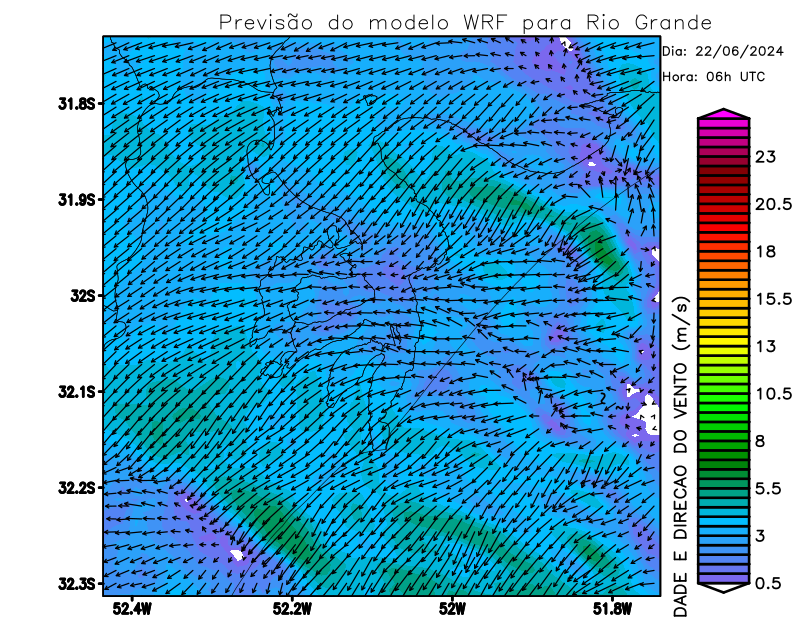 Previsão do modelo WRF para Rio Grande
Dia: 22/06/2024
Hora: 06h UTC
31.8S
31.9S
32S
32.1S
32.2S
32.3S
52.4W
52.2W
52W
51.8W
23
20.5
18
15.5
13
10.5
8
5.5
3
0.5
DADE E DIRECAO DO VENTO (m/s)